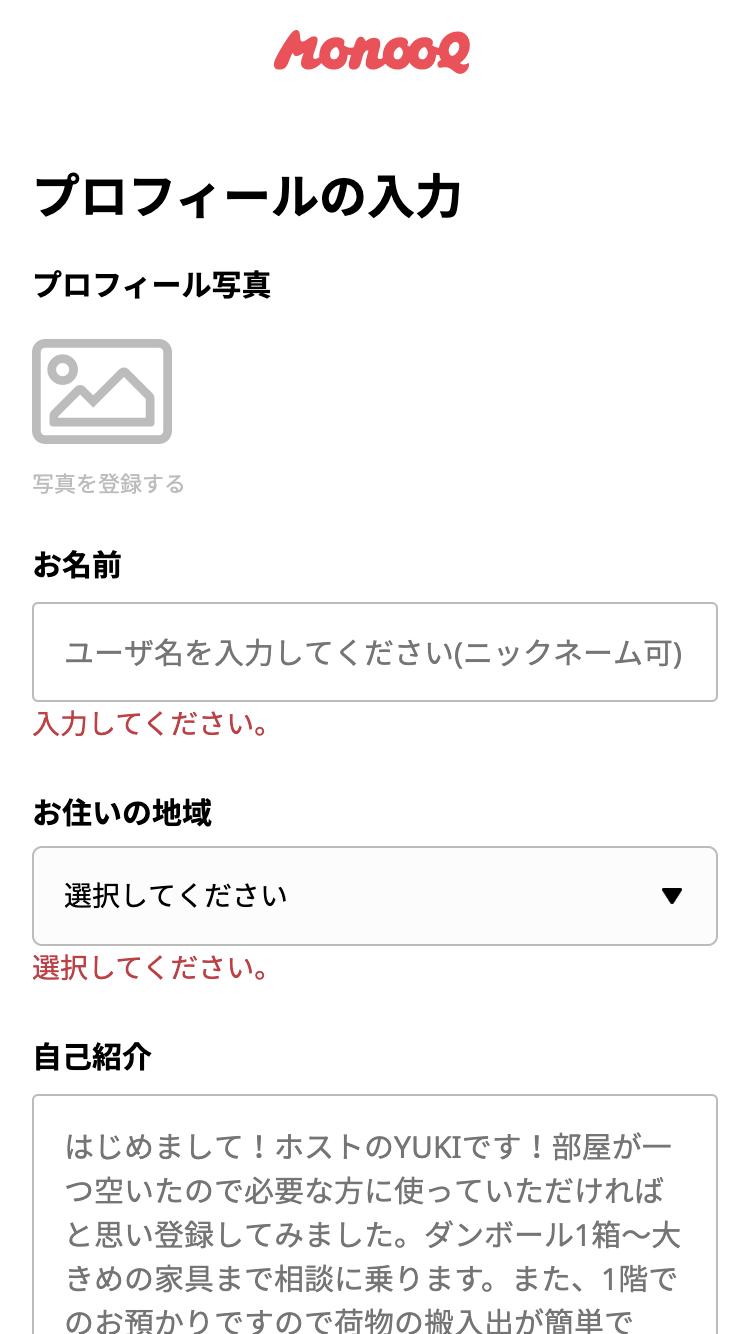 MonooQ
プロフィールの入力
プロフィール写真
写真を登録する
お名前
ユーザ名を入力してください(ニックネーム可)
入力してください。
お住いの地域
選択してください
選択してください。
自己紹介
はじめまして！ホストのYUKIです！部屋が一
つ空いたので必要な方に使っていただければ
と思い登録してみました。ダンボール1箱〜大
きめの家具まで相談に乗ります。また、1階で
のお預かりですので荷物の搬入出が簡単で